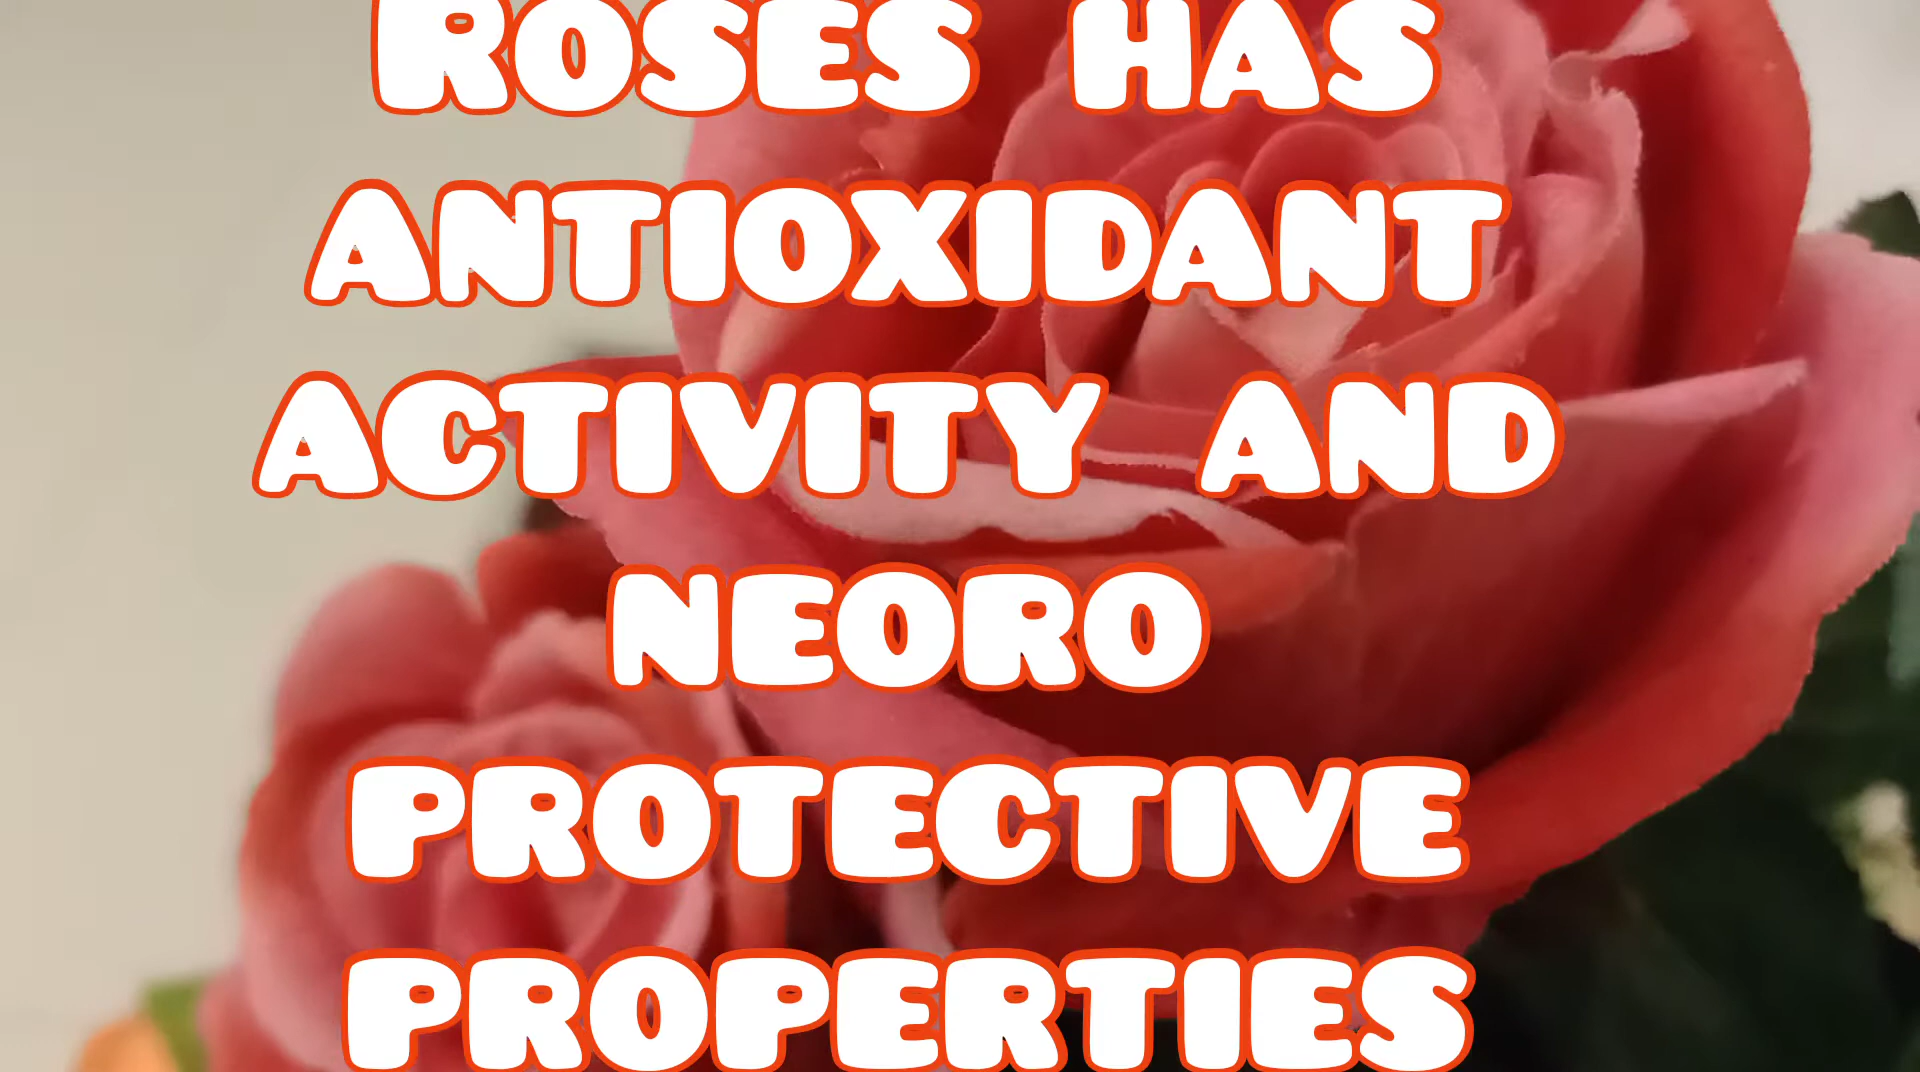 Roses has
antioxidant
activity and
neoro
protective
properties